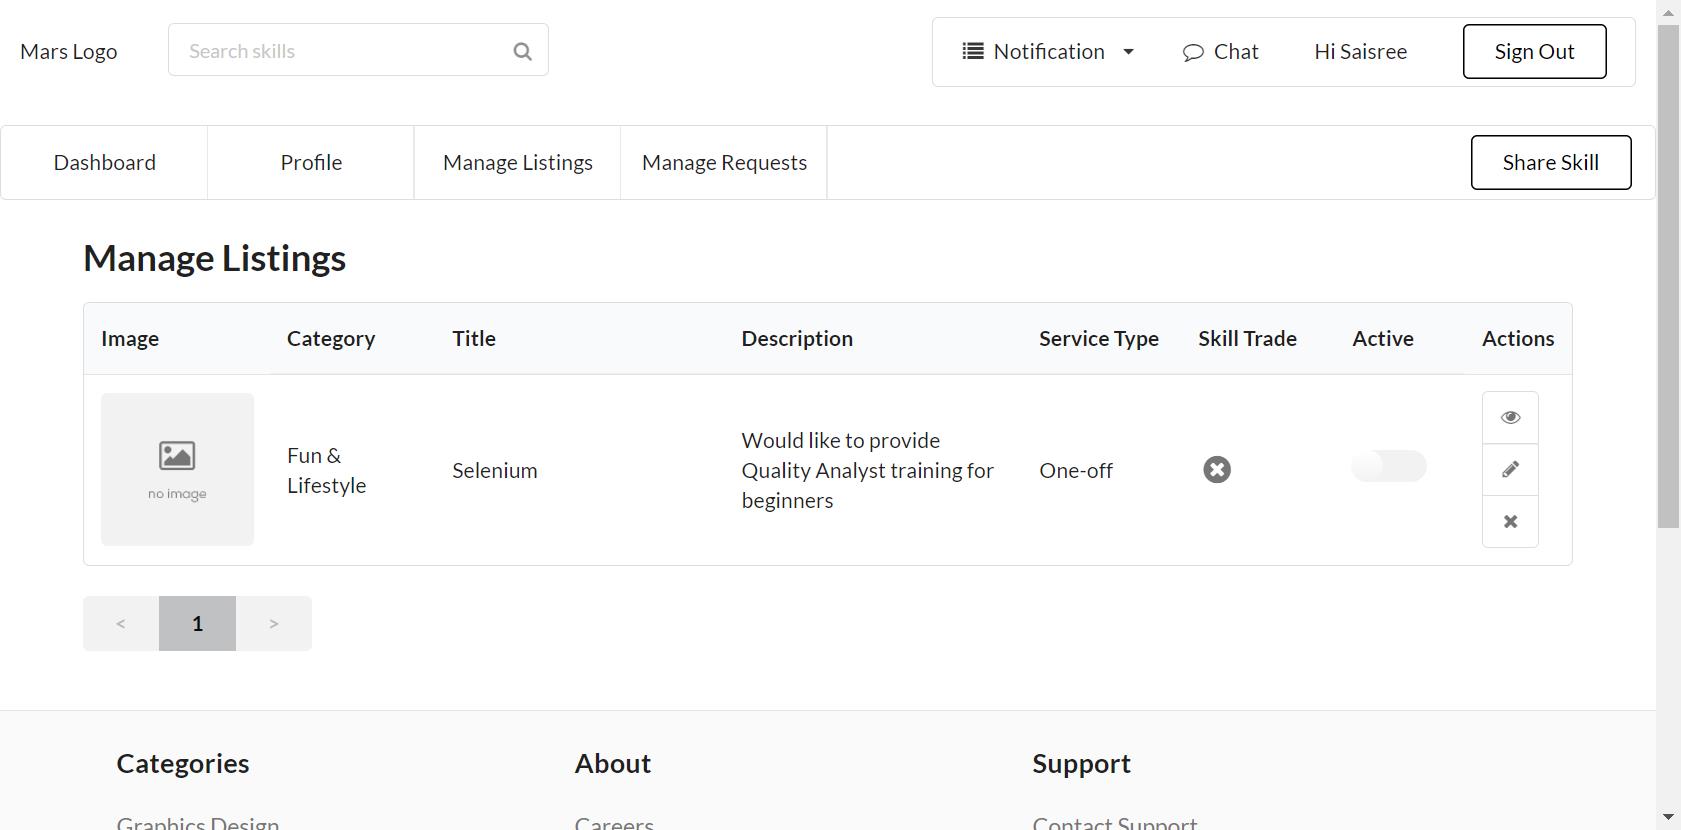 Mars Logo
Search skills
Notification
Chat
Hi Saisree
Sign Out
Dashboard
Profile
Manage Listings
Manage Requests
Share Skill
Manage Listings
Image
Category
Title
Description
Service Type
Skill Trade
Active
Actions
no image
Fun &
Lifestyle
Selenium
Would like to provide
Quality Analyst training for
beginners
One-off
<
1
>
Categories
About
Support
Graphics Design
Careers
Contact Support